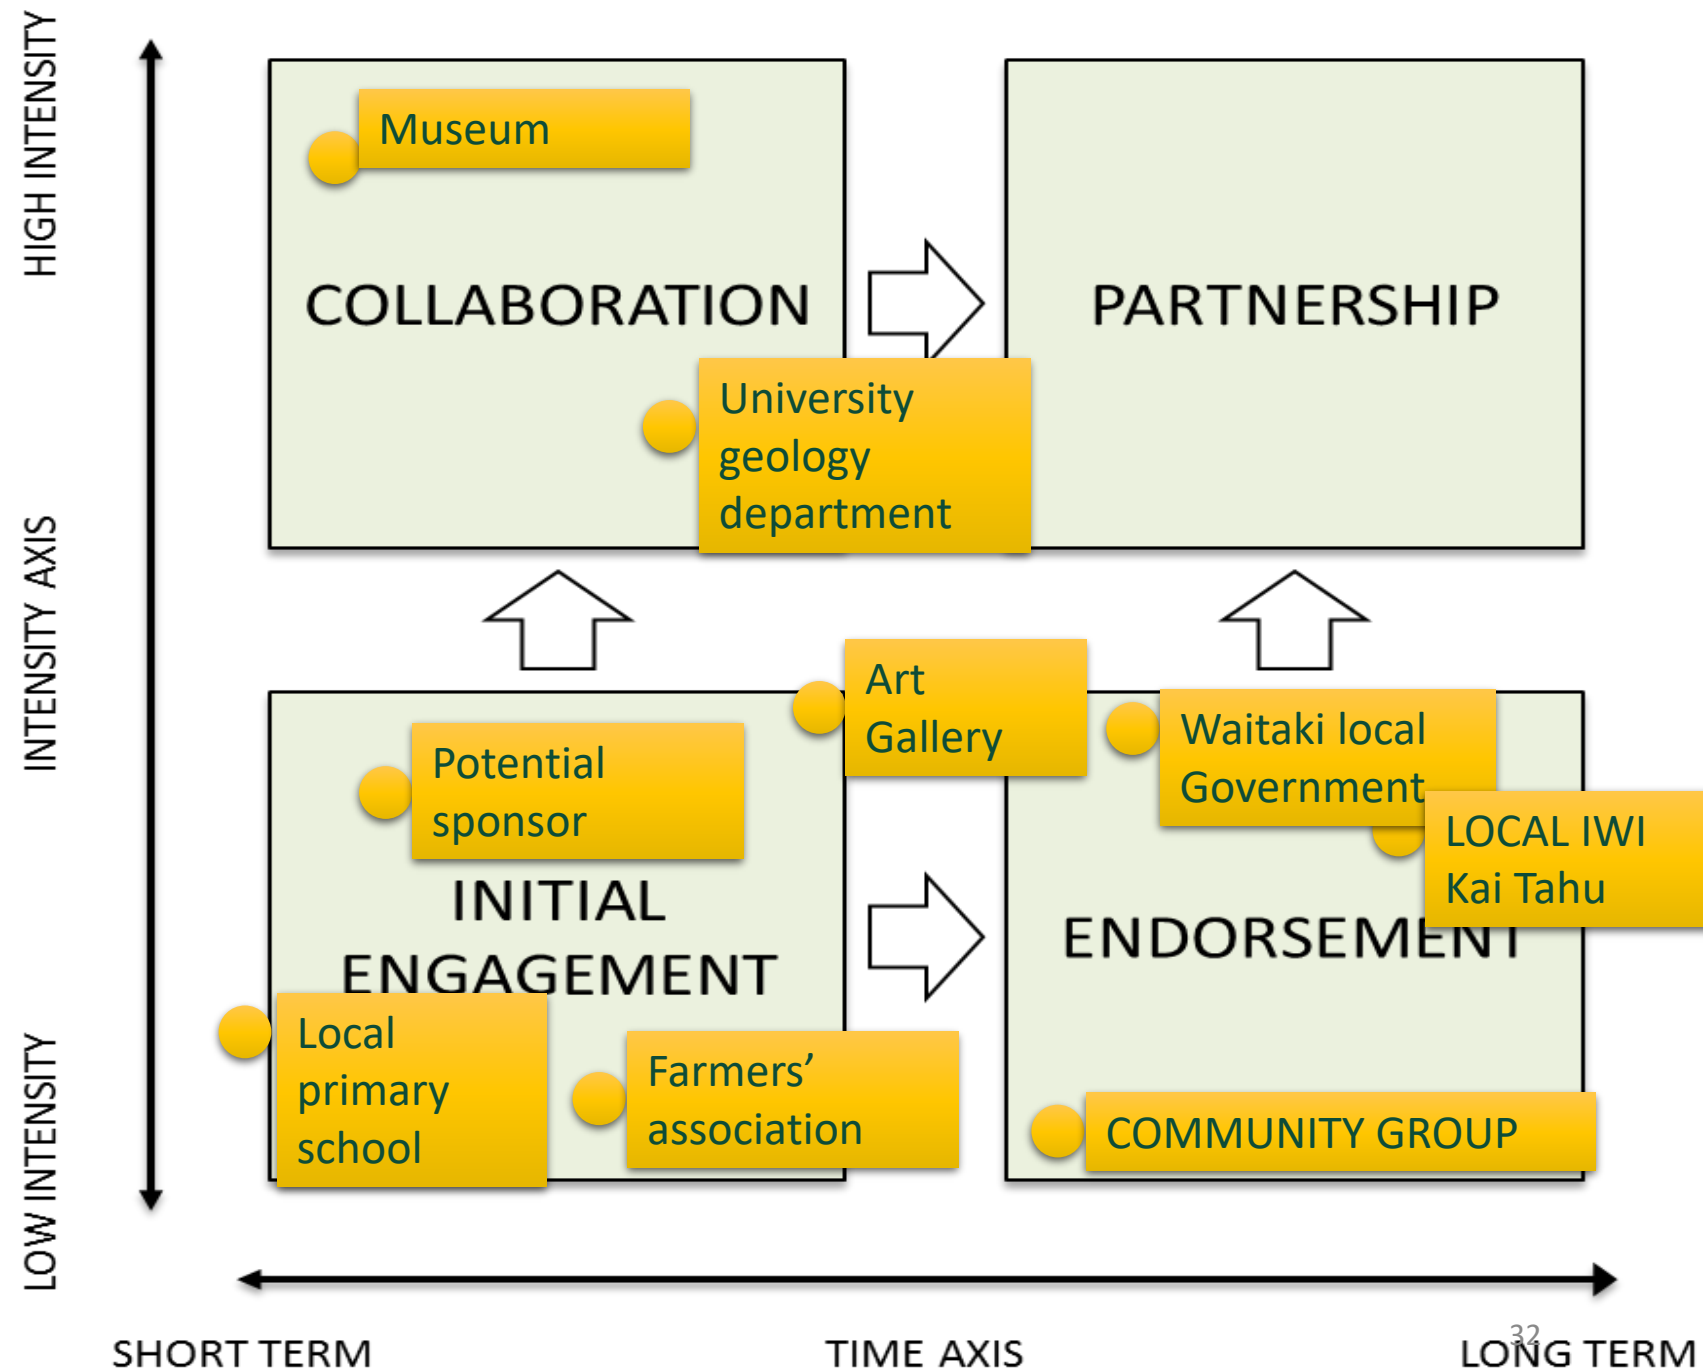 HIGH INTENSITY
INTENSITY AXIS
LOW INTENSITY
Museum
COLLABORATION
PARTNERSHIP
University
geology
department
Art
Gallery
Potential
sponsor
INITIAL
ENGAGEMENT
Waitaki local
Government
LOCAL IWI
Kai Tahu
ENDORSEMENT
Local
primary
school
Farmers’
association
COMMUNITY GROUP
SHORT TERM
TIME AXIS
LONG TERM
32